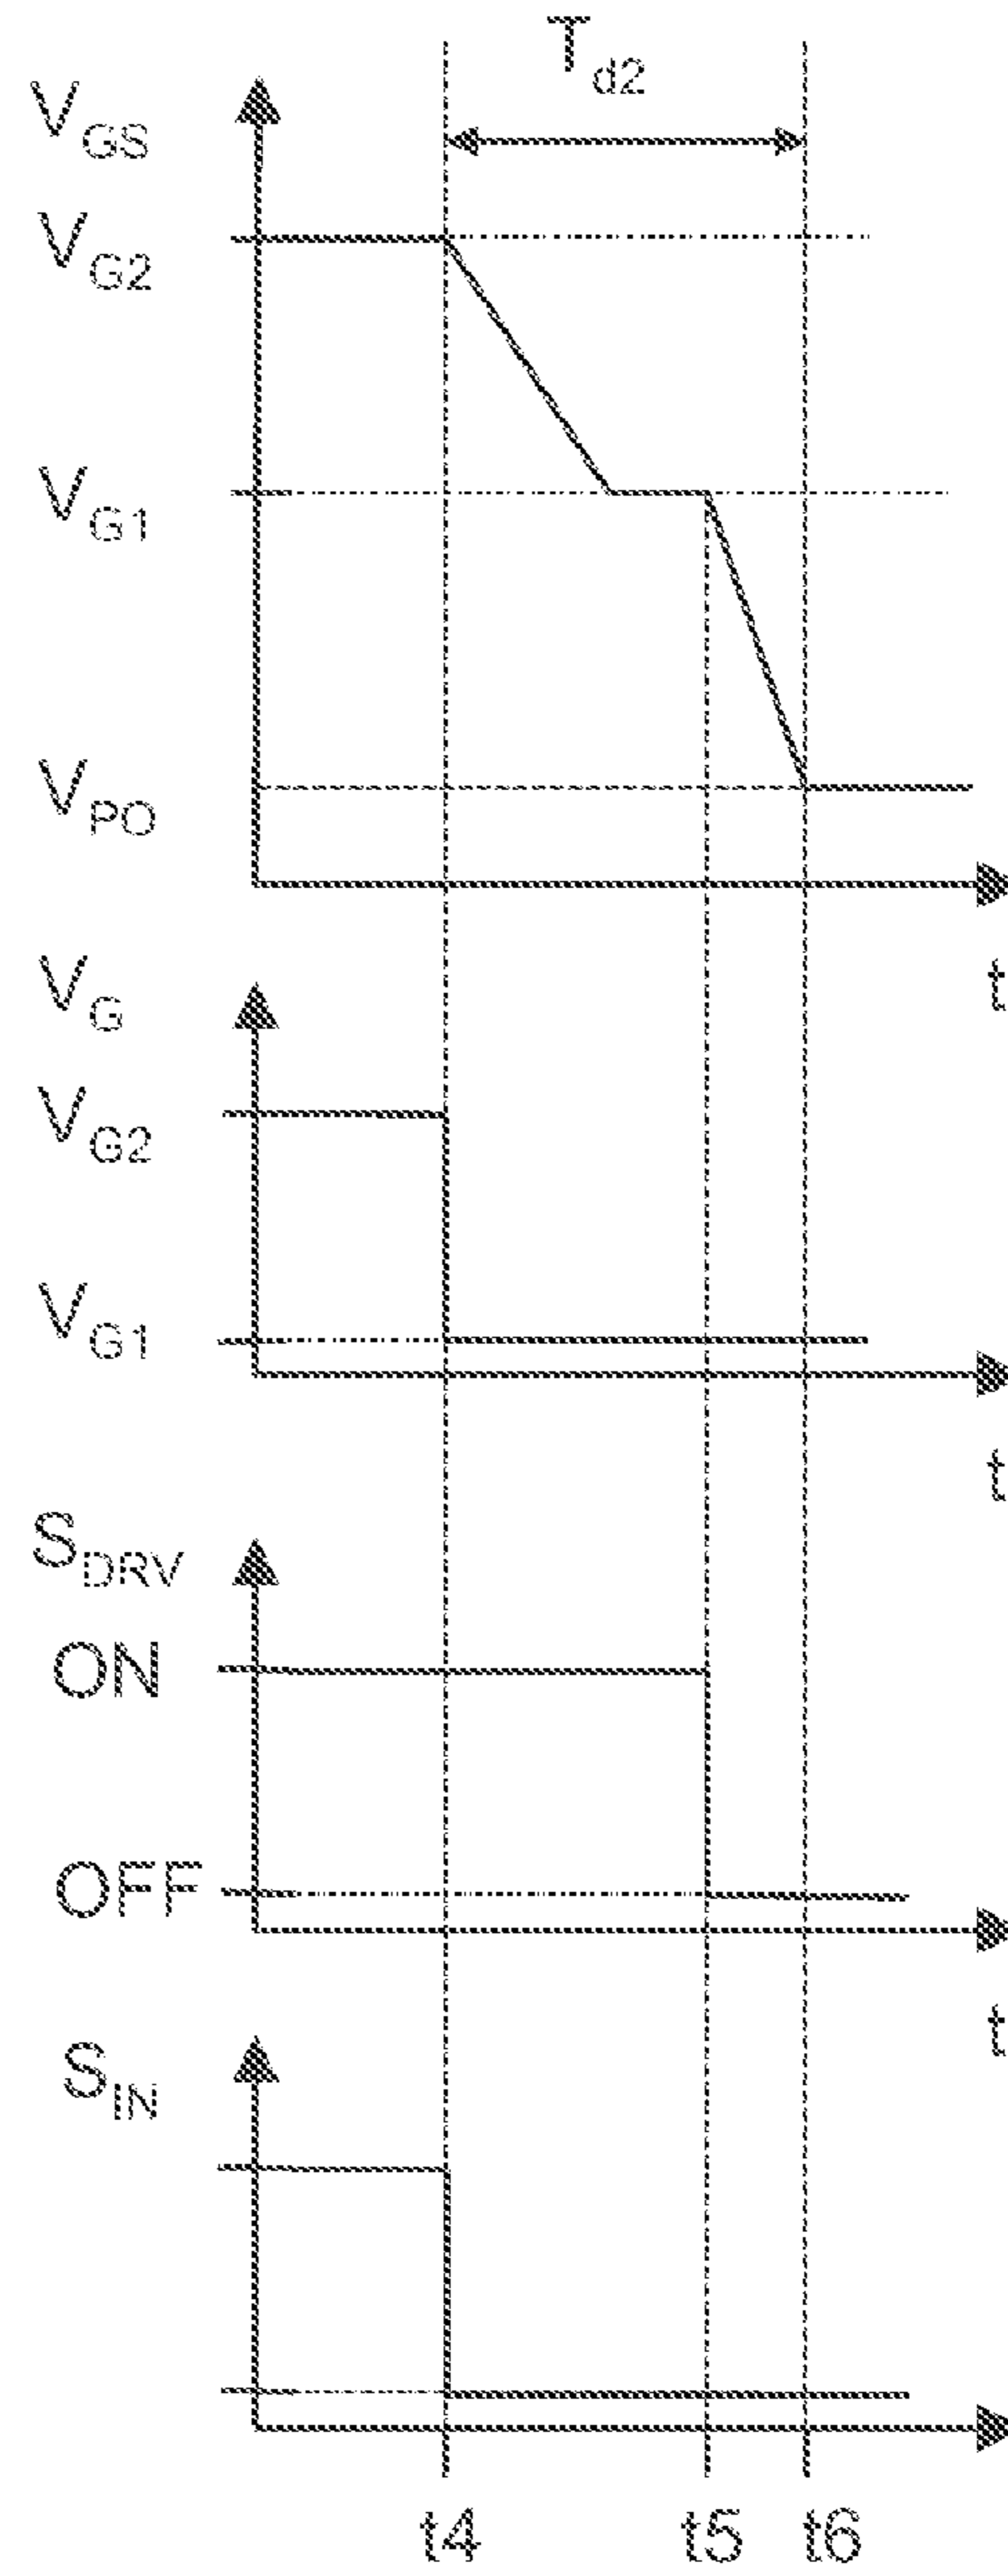 T_d2
V_GS
V_G2
V_G1
V_PO
t
V_G
V_G2
V_G1
t
S_DRV
ON
OFF
t
S_IN
t4 t5 t6